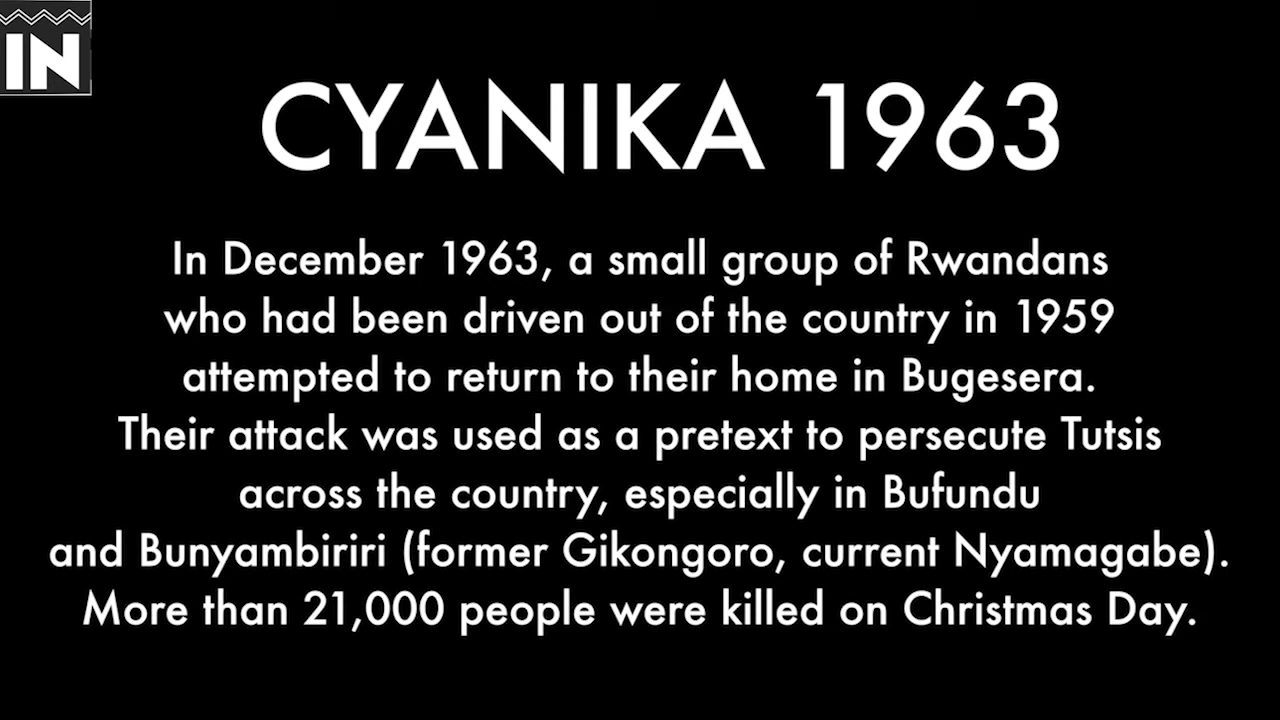 IN
CYANIKA 1963
In December 1963, a small group of Rwandans
who had been driven out of the country in 1959
attempted to return to their home in Bugesera.
Their attack was used as a pretext to persecute Tutsis
across the country, especially in Bufundu
and Bunyambiriri (former Gikongoro, current Nyamagabe).
More than 21,000 people were killed on Christmas Day.